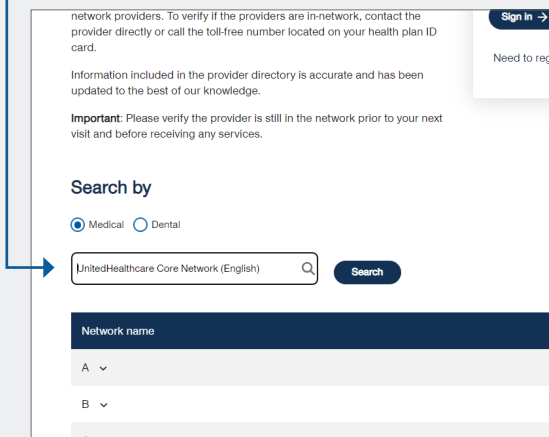 network providers. To verify if the providers are in-network, contact the
provider directly or call the toll-free number located on your health plan ID
card.
Information included in the provider directory is accurate and has been
updated to the best of our knowledge.
Important: Please verify the provider is still in the network prior to your next
visit and before receiving any services.
Sign in →
Need to reg
Search by
Medical Dental
UnitedHealthcare Core Network (English)
Search
Network name
A
B